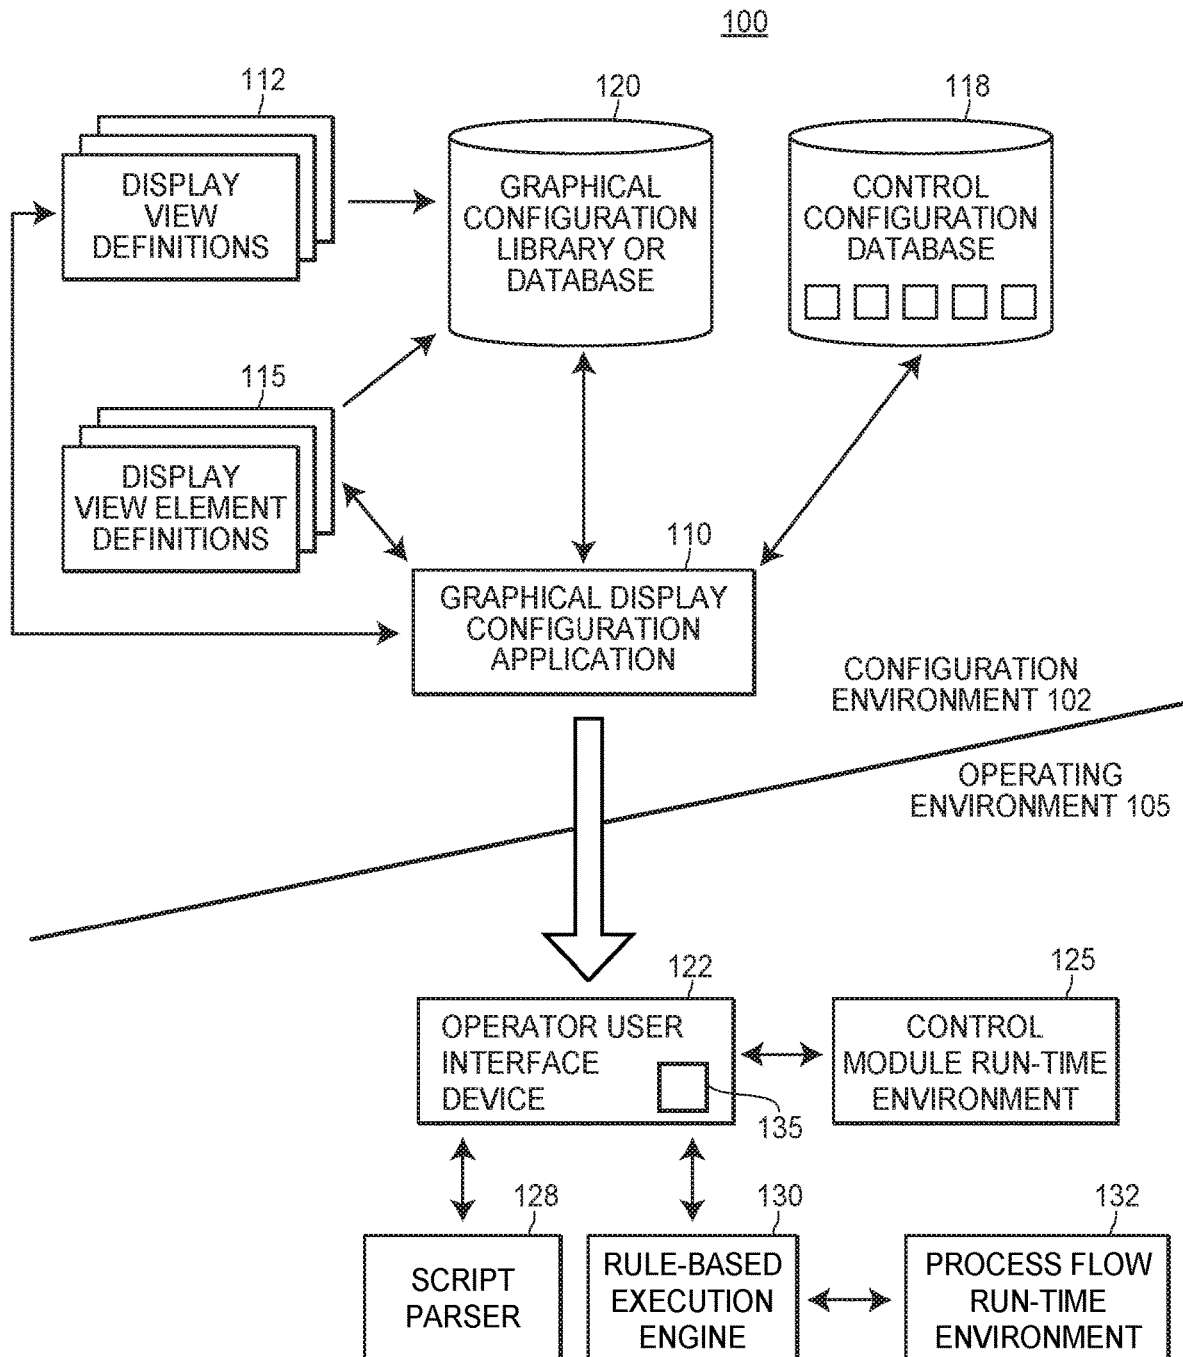 100
112
120
118
DISPLAY
VIEW
DEFINITIONS
GRAPHICAL
CONFIGURATION
LIBRARY OR
DATABASE
CONTROL
CONFIGURATION
DATABASE
115
DISPLAY
VIEW ELEMENT
DEFINITIONS
110
GRAPHICAL DISPLAY
CONFIGURATION
APPLICATION
CONFIGURATION
ENVIRONMENT 102
OPERATING
ENVIRONMENT 105
122
125
OPERATOR USER
INTERFACE
DEVICE
135
CONTROL
MODULE RUN-TIME
ENVIRONMENT
128
130
132
SCRIPT
PARSER
RULE-BASED
EXECUTION
ENGINE
PROCESS FLOW
RUN-TIME
ENVIRONMENT